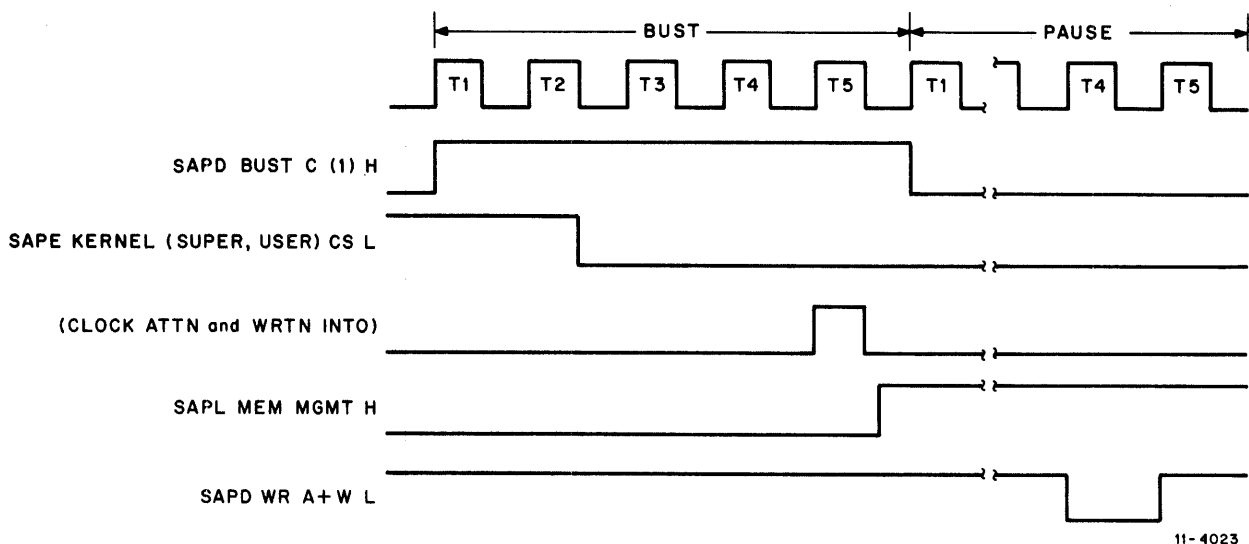 BUST PAUSE
T1 T2 T3 T4 T5 T1 T4 T5
SAPD BUST C (1) H
SAPE KERNEL (SUPER, USER) CS L
(CLOCK ATTN and WRTN INTO)
SAPL MEM MGMT H
SAPD WR A+W L
11-4023